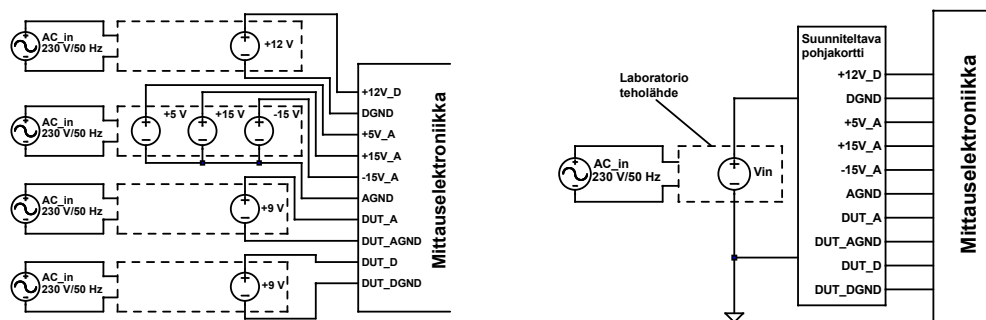 AC_in
230 V/50 Hz
+12 V
AC_in
230 V/50 Hz
+5 V
+15 V
-15 V
AC_in
230 V/50 Hz
+9 V
AC_in
230 V/50 Hz
+9 V
+12V_D
DGND
+5V_A
+15V_A
-15V_A
AGND
DUT_A
DUT_AGND
DUT_D
DUT_DGND
Mittauselektroniikka
Laboratorio
teholähde
AC_in
230 V/50 Hz
Vin
Suunniteltava
pohjakortti
+12V_D
DGND
+5V_A
+15V_A
-15V_A
AGND
DUT_A
DUT_AGND
DUT_D
DUT_DGND
Mittauselektroniikka